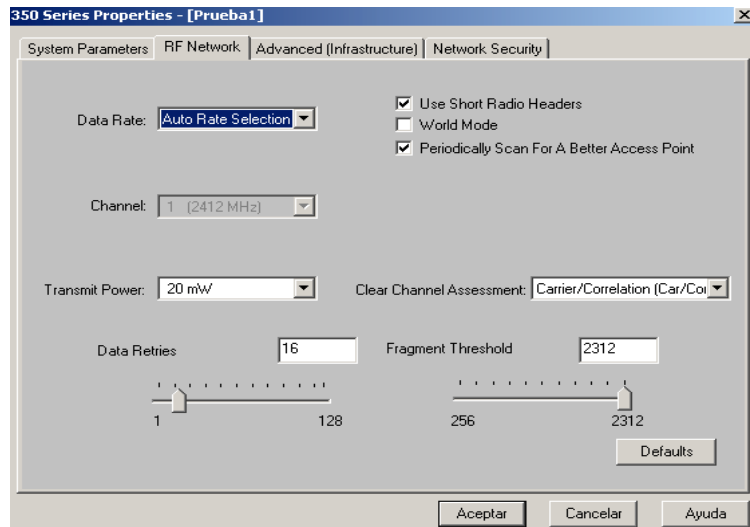 350 Series Properties - [Prueba1]
System Parameters RF Network Advanced (Infrastructure) Network Security
Data Rate: Auto Rate Selection
Use Short Radio Headers
World Mode
Periodically Scan For A Better Access Point
Channel: 1 (2412 MHz)
Transmit Power: 20 mW Clear Channel Assessment: Carrier/Correlation (Car/Cor
Data Retries 16 Fragment Threshold 2312
1 128 256 2312
Defaults
Aceptar Cancelar Ayuda